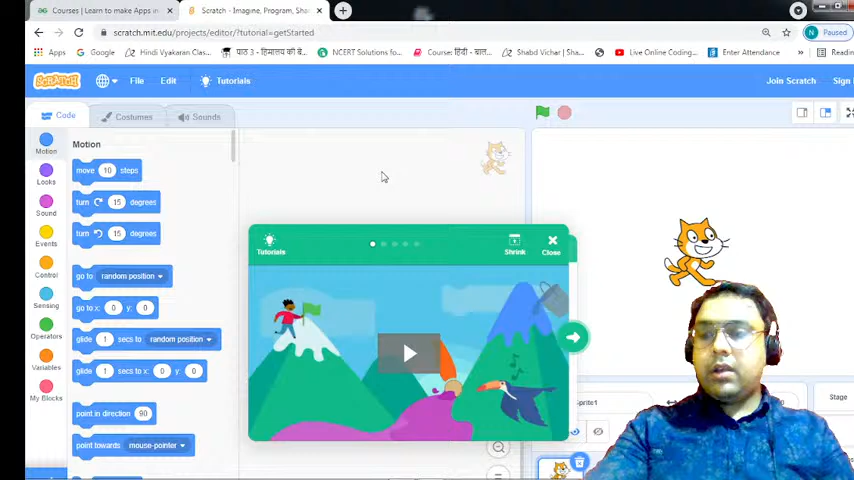 Courses | Learn to make Apps in
Scratch - Imagine, Program, Sha
scratch.mit.edu/projects/editor/?tutorial=getStarted
N Paused
Apps
Hindi Vyakaran Clas
पाठ 3 - हिमालय की बे
NCERT Solutions for
Course: हिंदी - बाल
Shabd Vichar | Sha
Live Online Coding
Enter Attendance
Reading
SCRATCH
File
Edit
Tutorials
Join Scratch
Sign
Code
Costumes
Sounds
Motion
Looks
Sound
Events
Control
Sensing
Operators
Variables
My Blocks
Motion
move 10 steps
turn 15 degrees
turn 15 degrees
go to random position
go to x: 0 y: 0
glide 1 secs to random position
glide 1 secs to x: 0 y: 0
point in direction 90
point towards mouse-pointer
Tutorials
Shrink
Close
Sprite1
Stage